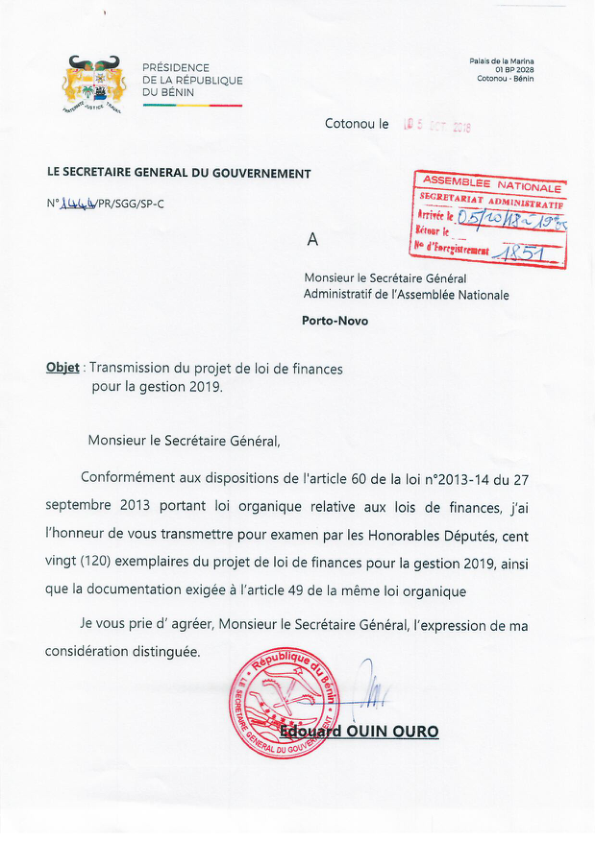 PRÉSIDENCE
DE LA RÉPUBLIQUE
DU BÉNIN
FRATERNITÉ JUSTICE TRAVAIL
Palais de la Marina
01 BP 2028
Cotonou - Bénin
Cotonou le 05 OCT. 2018
LE SECRETAIRE GENERAL DU GOUVERNEMENT
N° 1444/PR/SGG/SP-C
ASSEMBLEE NATIONALE
SECRETARIAT ADMINISTRATIF
Arrivée le 05/10/18
Retour le
No d'Enregistrement 1851
A
Monsieur le Secrétaire Général
Administratif de l'Assemblée Nationale
Porto-Novo
Objet : Transmission du projet de loi de finances
pour la gestion 2019.
Monsieur le Secrétaire Général,
Conformément aux dispositions de l'article 60 de la loi n°2013-14 du 27
septembre 2013 portant loi organique relative aux lois de finances, j'ai
l'honneur de vous transmettre pour examen par les Honorables Députés, cent
vingt (120) exemplaires du projet de loi de finances pour la gestion 2019, ainsi
que la documentation exigée à l'article 49 de la même loi organique
Je vous prie d' agréer, Monsieur le Secrétaire Général, l'expression de ma
considération distinguée.
République du Bénin
LE SECRETAIRE GENERAL DU GOUVERNEMENT
Edouard OUIN OURO